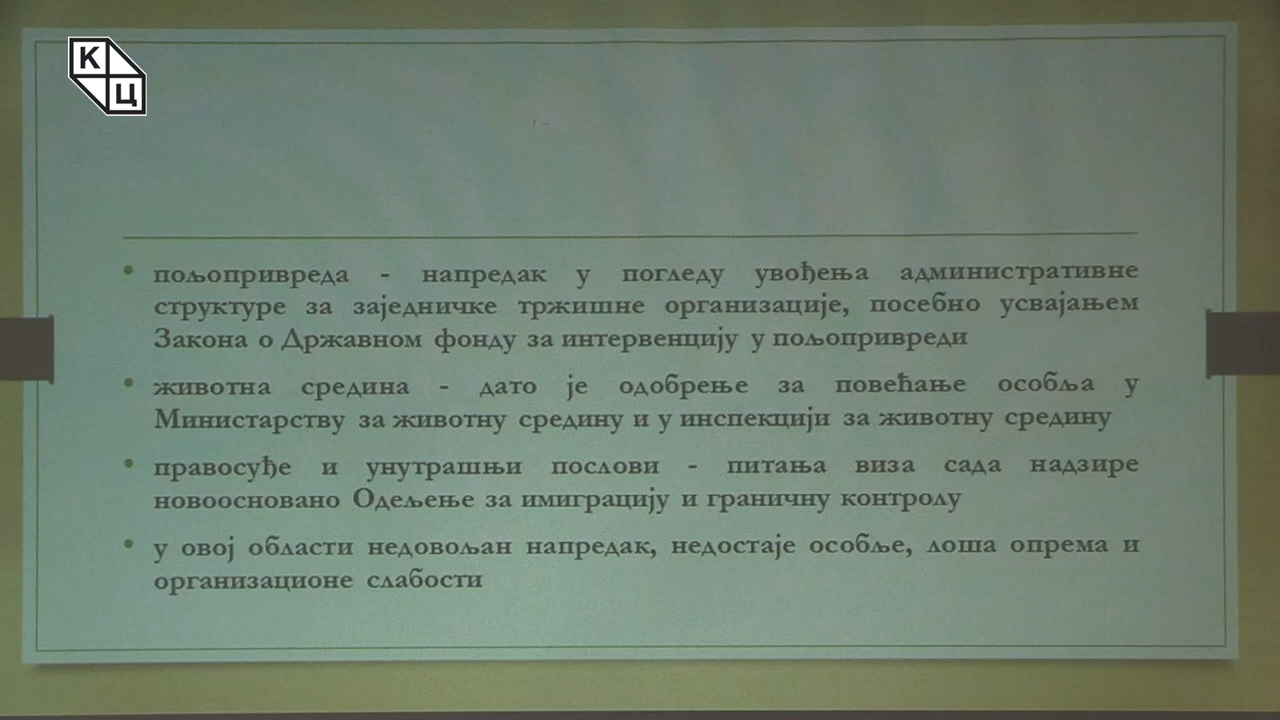 К
Ц
• пољопривреда - напредак у погледу увођења административне
структуре за заједничке тржишне организације, посебно усвајањем
Закона о Државном фонду за интервенцију у пољопривреди
• животна средина - дато је одобрење за повећање особља у
Министарству за животну средину и у инспекцији за животну средину
• правосуђе и унутрашњи послови - питања виза сада надзире
новоосновано Одељење за имиграцију и граничну контролу
• у овој области недовољан напредак, недостаје особље, лоша опрема и
организационе слабости